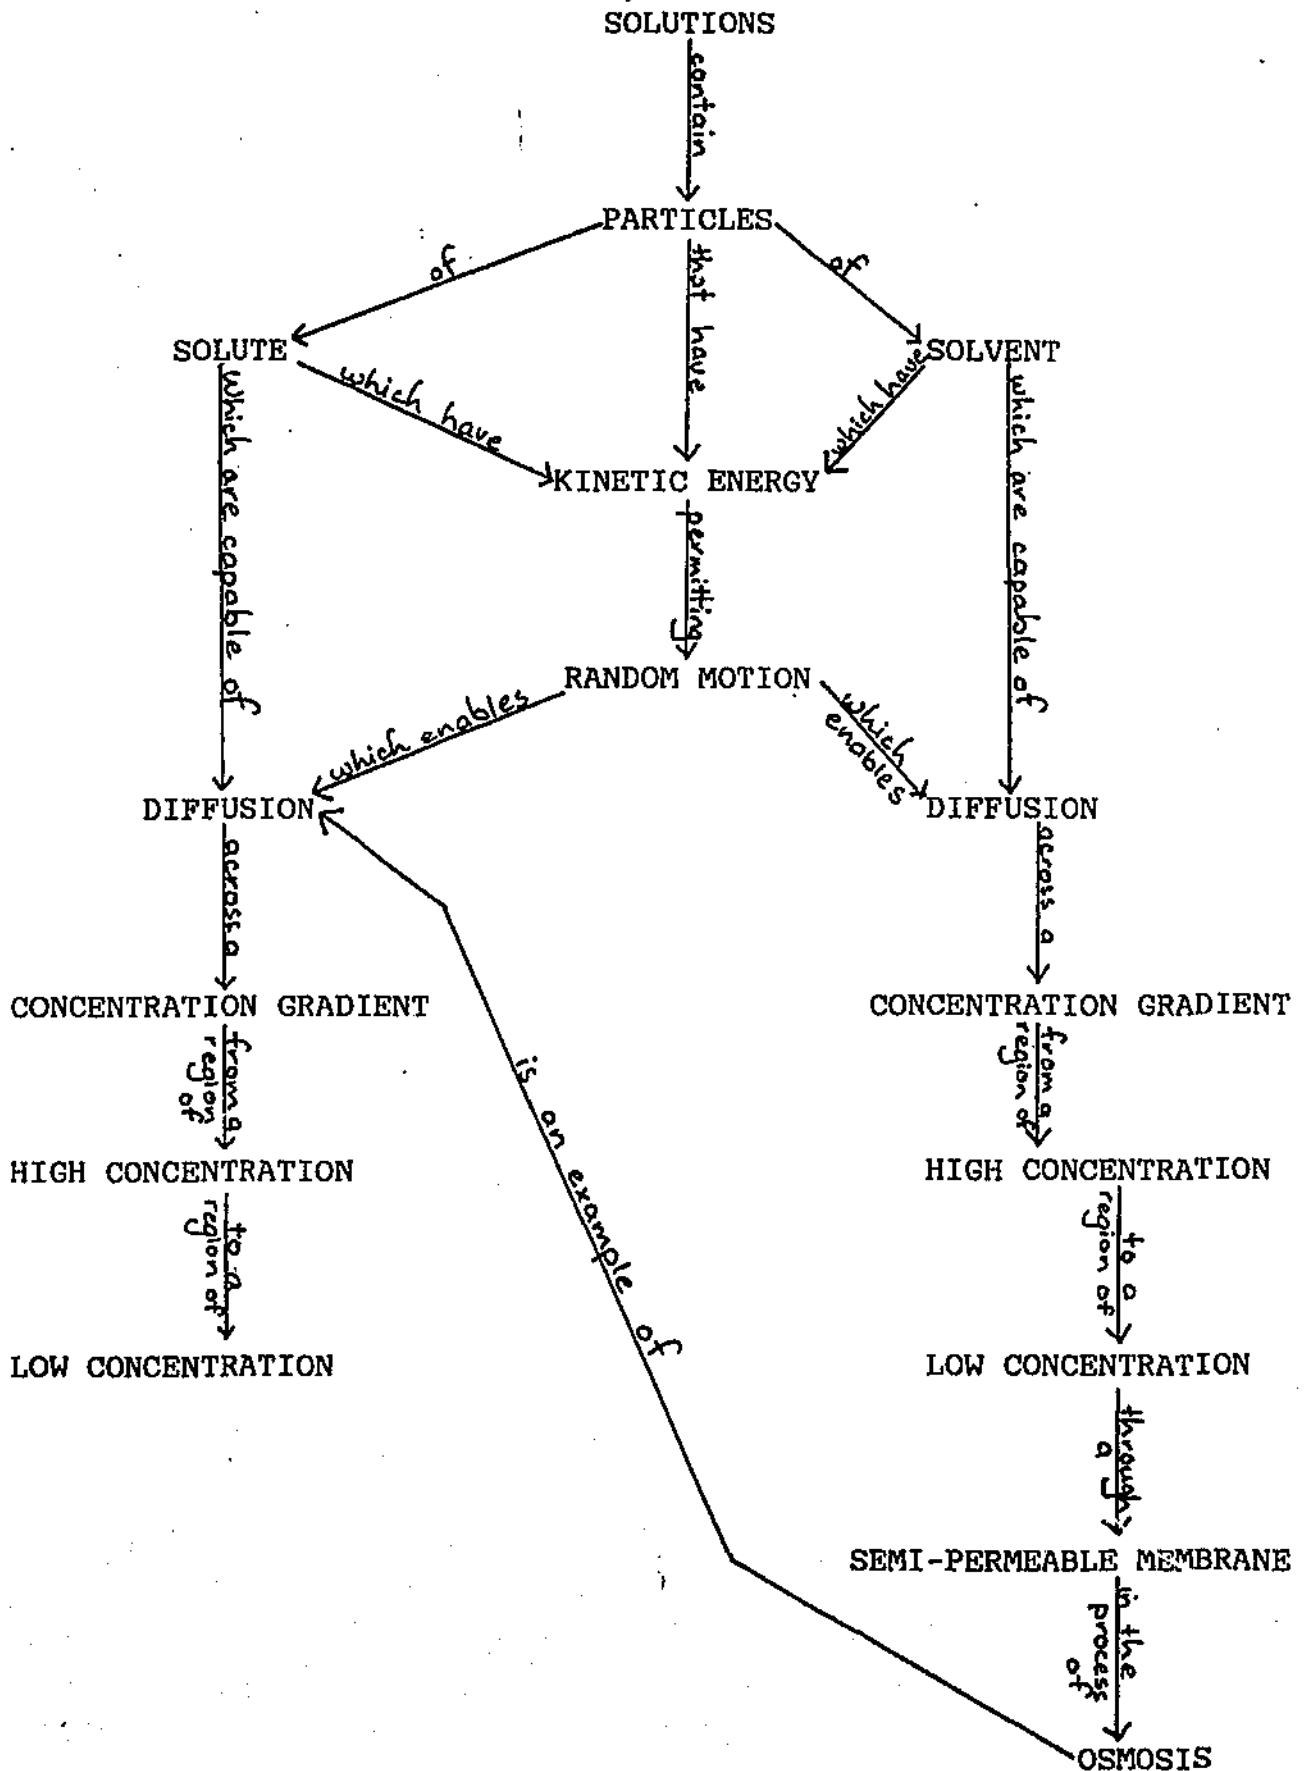 SOLUTIONS
contain
PARTICLES
of
that have
of
SOLUTE
SOLVENT
which have
which have
which are capable of
which are capable of
KINETIC ENERGY
permitting
RANDOM MOTION
which enables
which
enables
DIFFUSION
DIFFUSION
across a
across a
CONCENTRATION GRADIENT
CONCENTRATION GRADIENT
from a
region
of
from a
region of
is an example of
HIGH CONCENTRATION
HIGH CONCENTRATION
to a
region of
to a
region of
LOW CONCENTRATION
LOW CONCENTRATION
through
a
SEMI-PERMEABLE MEMBRANE
in the
process
of
OSMOSIS